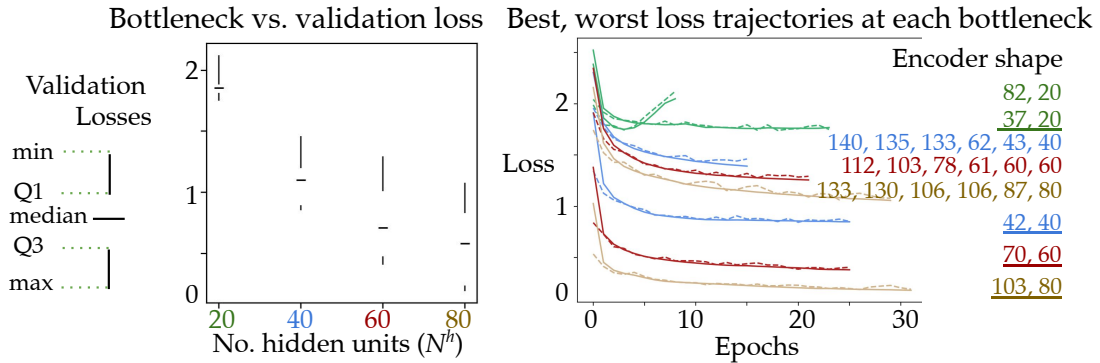 Bottleneck vs. validation loss
Validation
Losses
min
Q1
median
Q3
max
2
1
0
20 40 60 80
No. hidden units (N^h)
Best, worst loss trajectories at each bottleneck
Loss
2
1
0
0 10 20 30
Epochs
Encoder shape
82, 20
37, 20
140, 135, 133, 62, 43, 40
112, 103, 78, 61, 60, 60
133, 130, 106, 106, 87, 80
42, 40
70, 60
103, 80